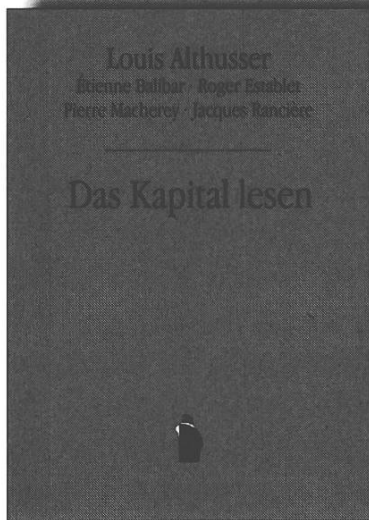 Louis Althusser
Étienne Balibar · Roger Establet
Pierre Macherey · Jacques Rancière
Das Kapital lesen